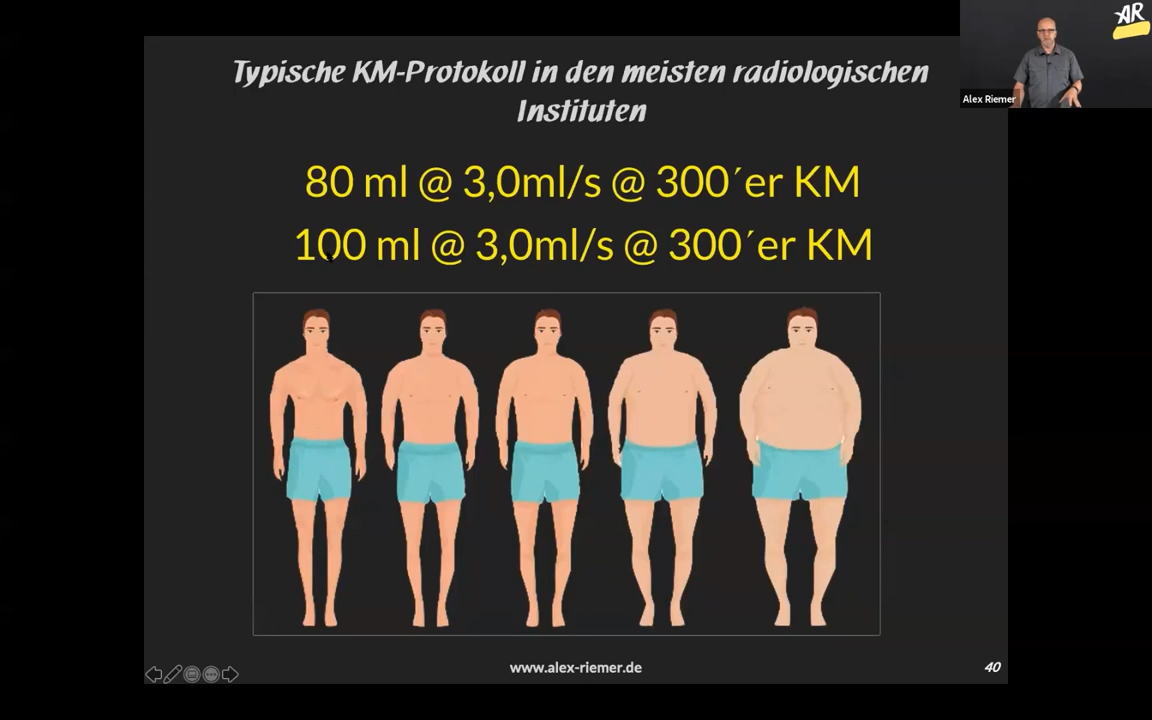 Typische KM-Protokoll in den meisten radiologischen
Instituten
80 ml @ 3,0ml/s @ 300´er KM
100 ml @ 3,0ml/s @ 300´er KM
AR
Alex Riemer
www.alex-riemer.de
40